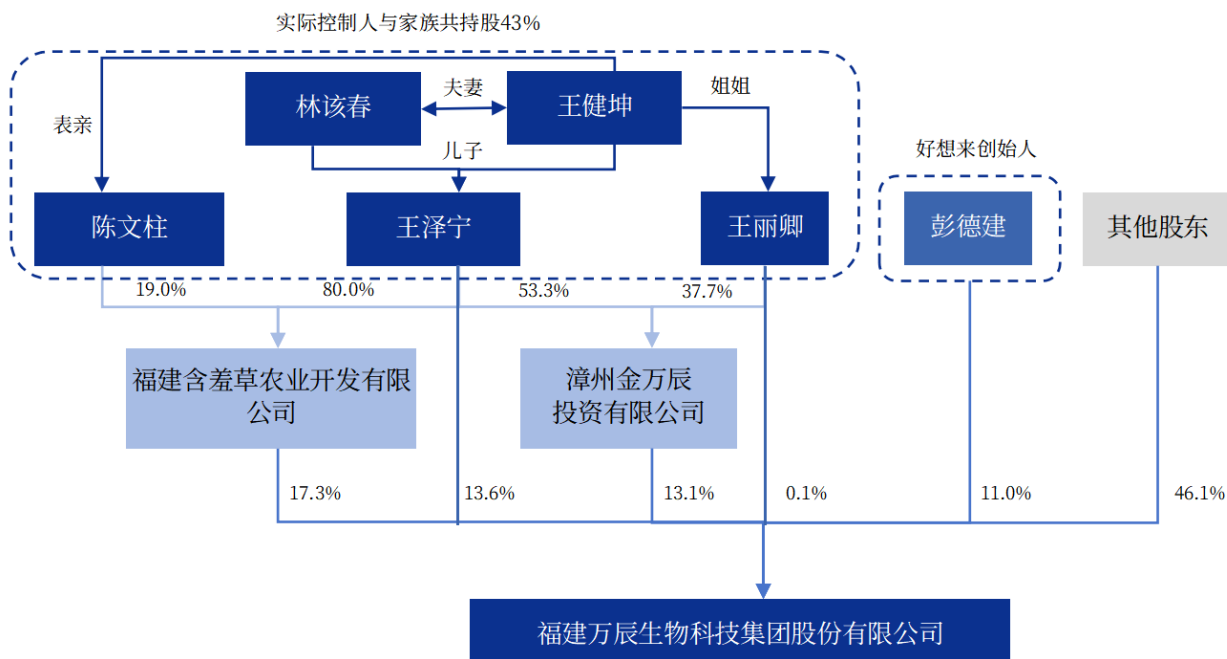 实际控制人与家族共持股43%
林该春
夫妻
王健坤
姐姐
表亲
儿子
好想来创始人
陈文柱
王泽宁
王丽卿
彭德建
其他股东
19.0%
80.0%
53.3%
37.7%
福建含羞草农业开发有限
公司
漳州金万辰
投资有限公司
17.3%
13.6%
13.1%
0.1%
11.0%
46.1%
福建万辰生物科技集团股份有限公司